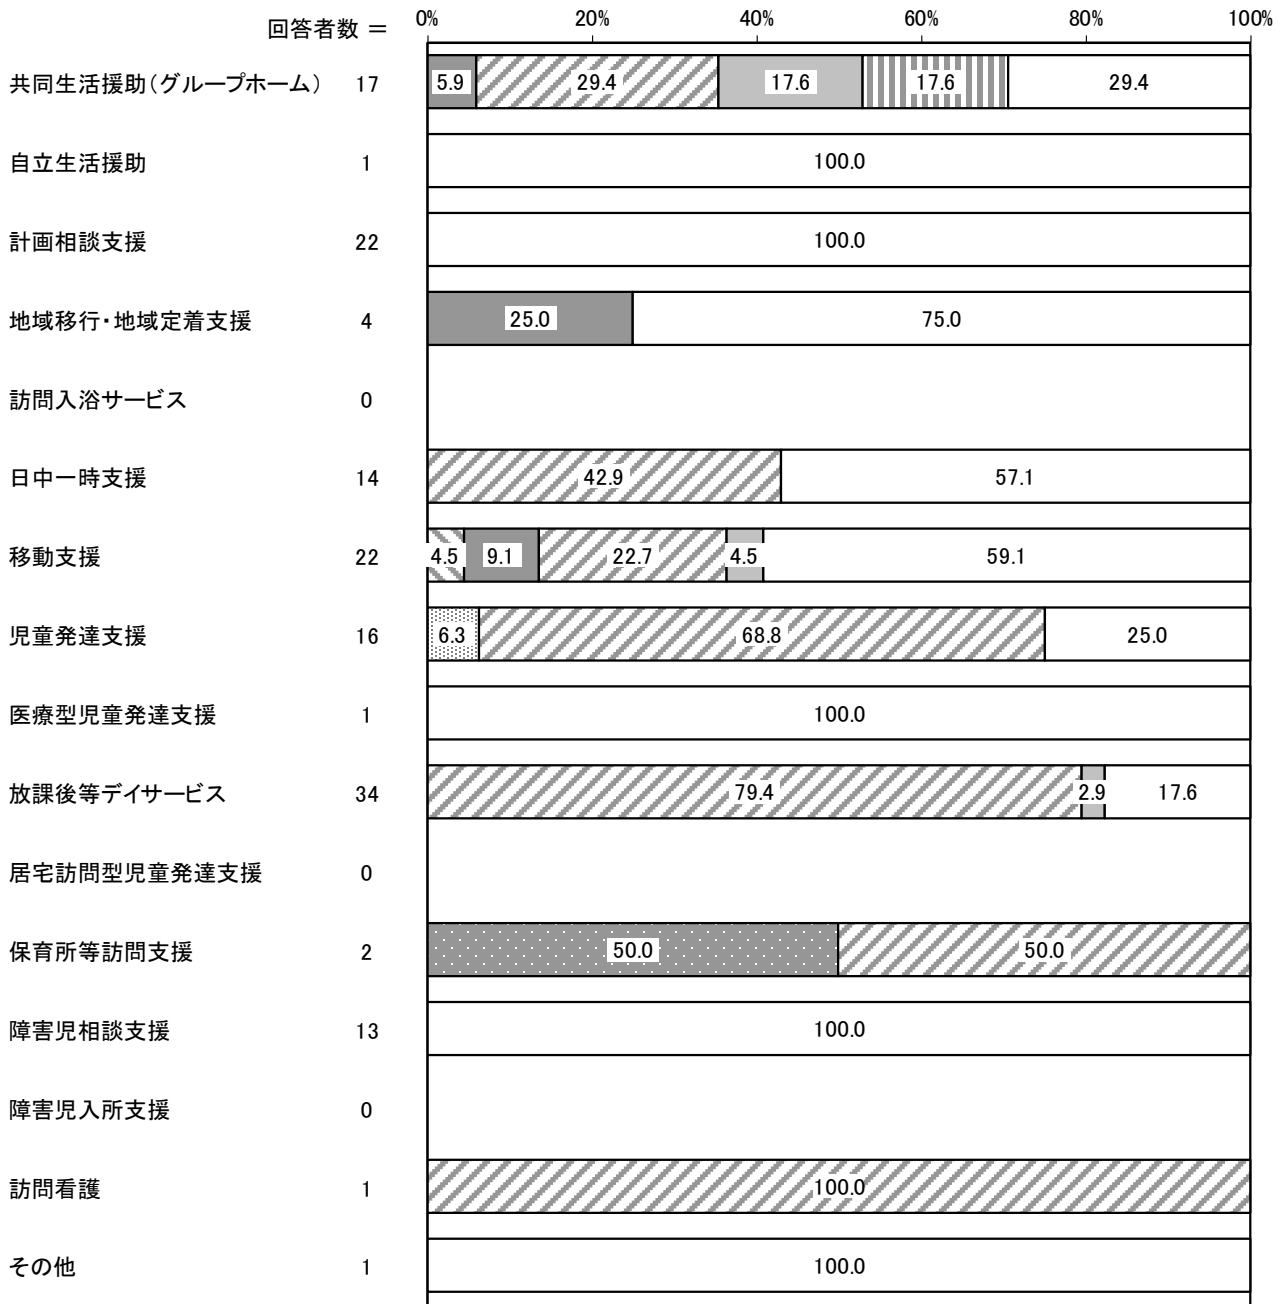 0% 20% 40% 60% 80% 100%
回答者数 ＝
共同生活援助（グループホーム） 17 5.9 29.4 17.6 17.6 29.4
自立生活援助 1 100.0
計画相談支援 22 100.0
地域移行・地域定着支援 4 25.0 75.0
訪問入浴サービス 0
日中一時支援 14 42.9 57.1
移動支援 22 4.5 9.1 22.7 4.5 59.1
児童発達支援 16 6.3 68.8 25.0
医療型児童発達支援 1 100.0
放課後等デイサービス 34 79.4 2.9 17.6
居宅訪問型児童発達支援 0
保育所等訪問支援 2 50.0 50.0
障害児相談支援 13 100.0
障害児入所支援 0
訪問看護 1 100.0
その他 1 100.0